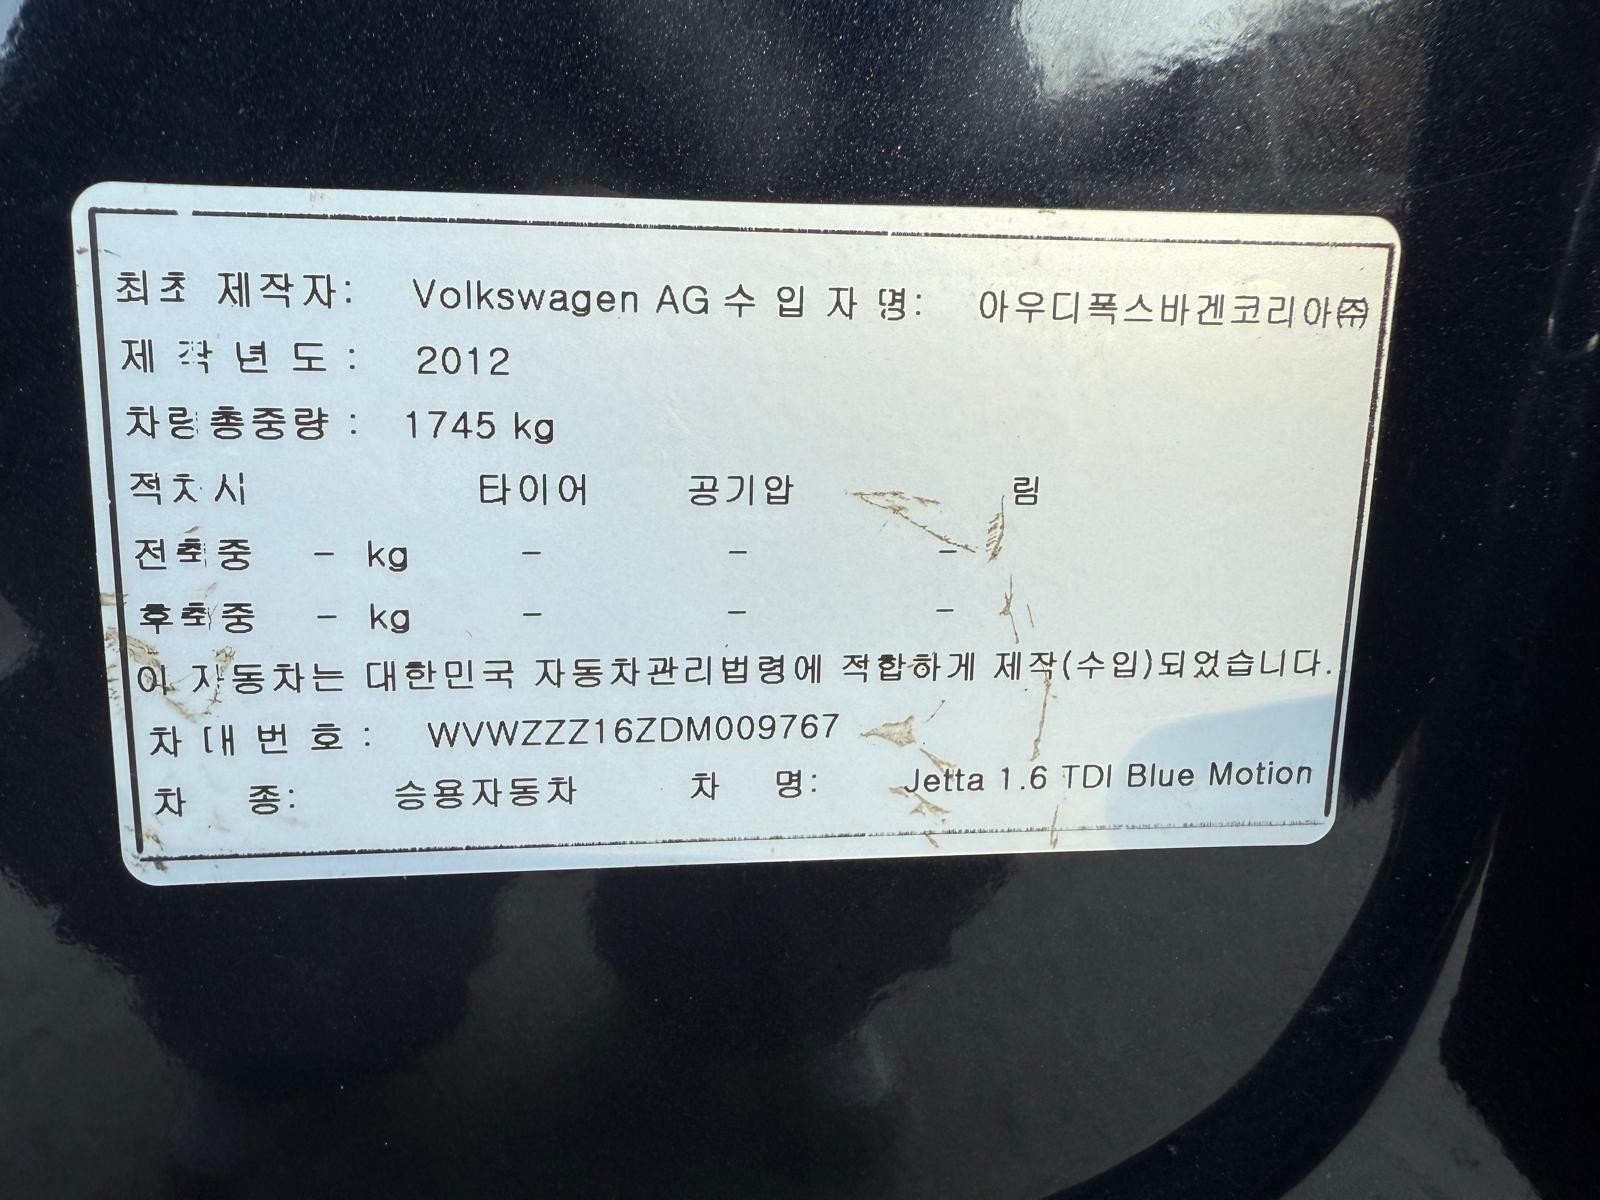 최초 제작자: Volkswagen AG 수 입 자 명: 아우디폭스바겐코리아㈜
제 작 년 도 : 2012
차량총중량 : 1745 kg
적차시 타이어 공기압 림
전축중 - kg - - -
후축중 - kg - - -
이 자동차는 대한민국 자동차관리법령에 적합하게 제작(수입)되었습니다.
차 대 번 호 : WVWZZZ16ZDM009767
차 종: 승용자동차 차 명: Jetta 1.6 TDI Blue Motion